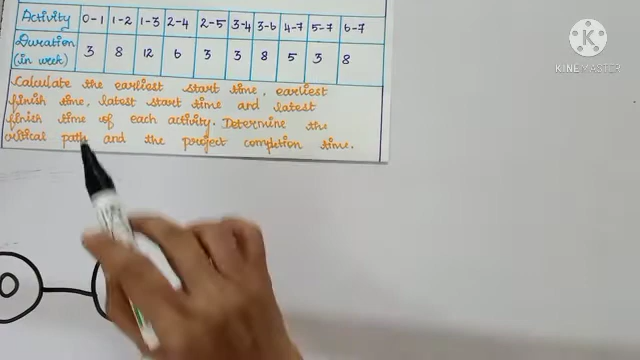 Activity 0-1 1-2 1-3 2-4 2-5 3-4 3-6 4-7 5-7 6-7
Duration (in week) 3 8 12 6 3 3 8 5 3 8
Calculate the earliest start time, earliest
finish time, latest start time and latest
finish time of each activity. Determine the
critical path and the project completion time.
KINEMASTER
0